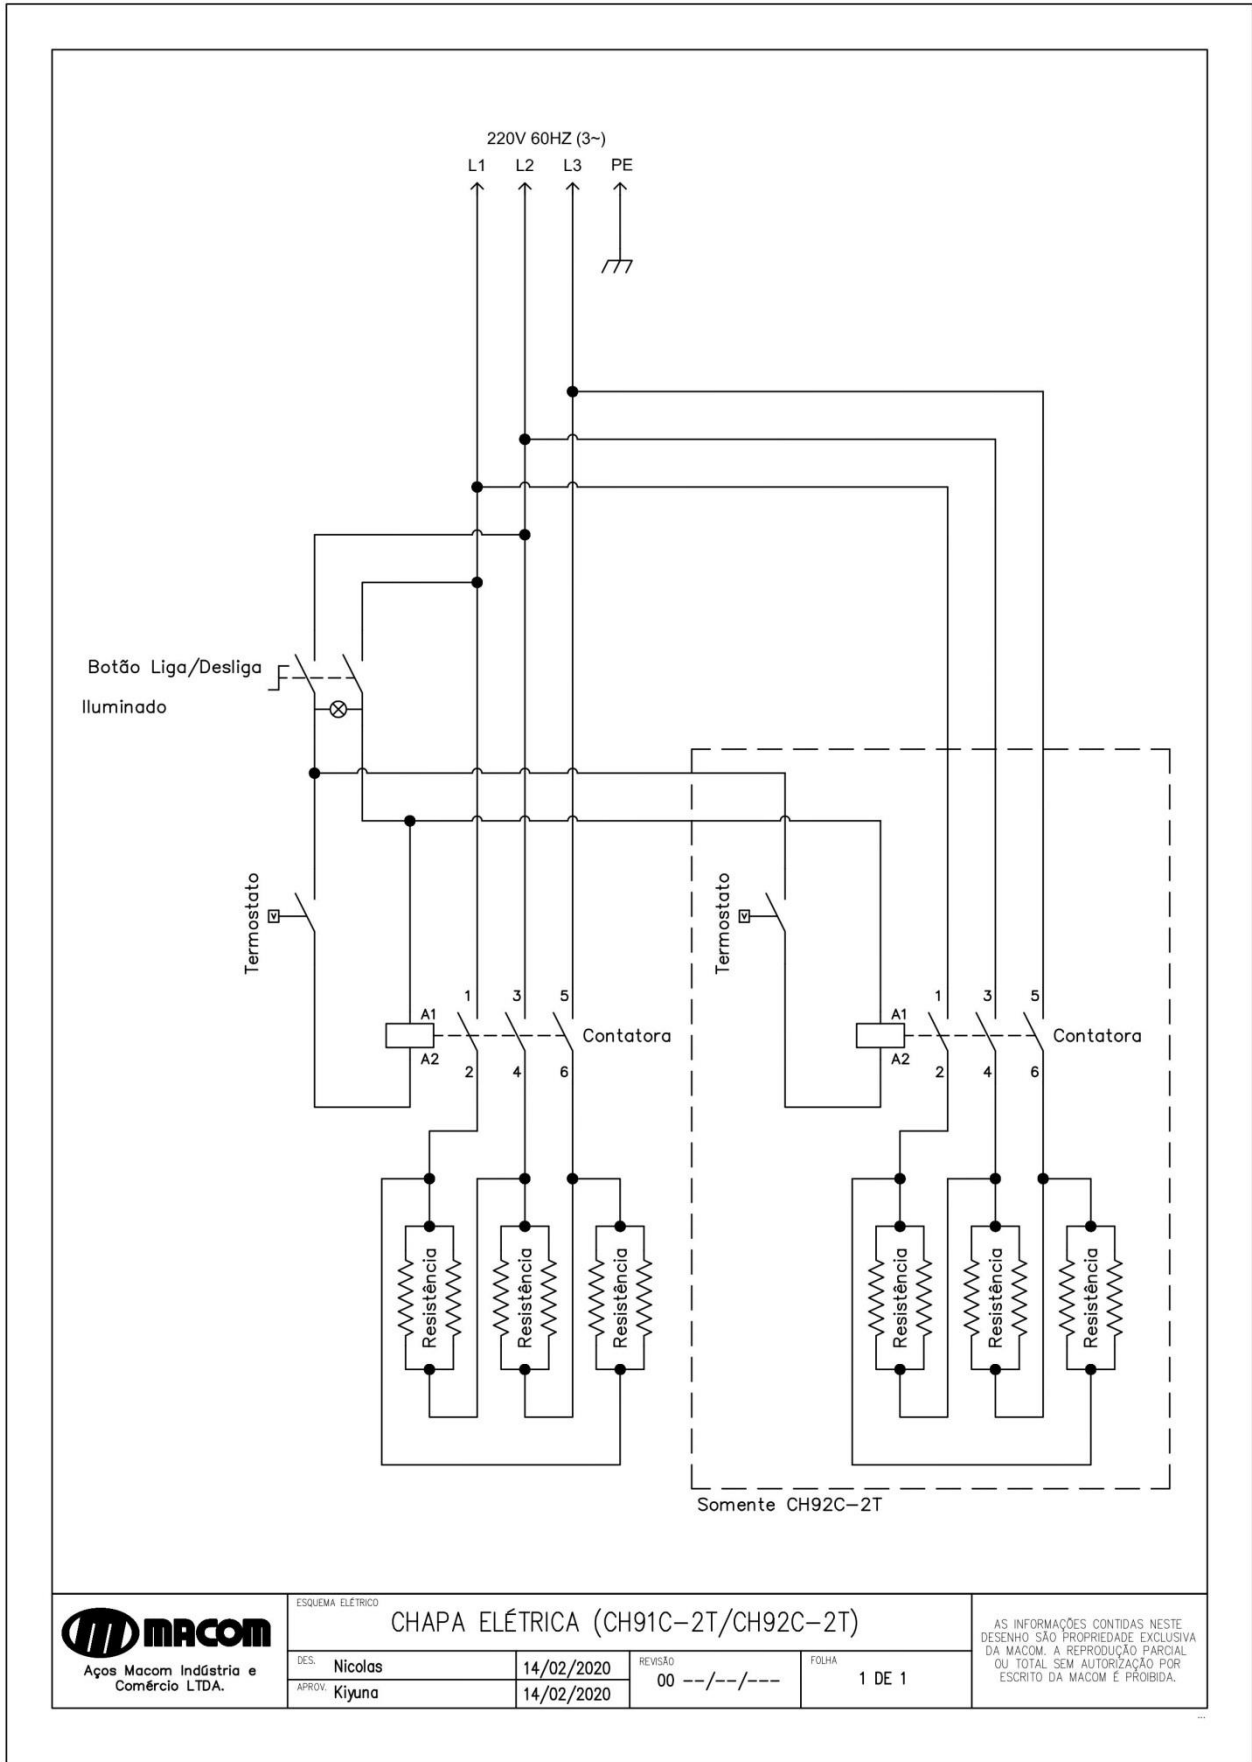 220V 60HZ (3~)
L1 L2 L3 PE
Botão Liga/Desliga
Iluminado
Termostato
Termostato
1 3 5
A1
Contatora
A2
2 4 6
1 3 5
A1
Contatora
A2
2 4 6
Resistência
Resistência
Resistência
Resistência
Resistência
Resistência
Somente CH92C-2T
MACOM
Aços Macom Indústria e
Comércio LTDA.
ESQUEMA ELÉTRICO
CHAPA ELÉTRICA (CH91C-2T/CH92C-2T)
DES. Nicolas 14/02/2020
APROV. Kiyuna 14/02/2020
REVISÃO
00 --/--/---
FOLHA
1 DE 1
AS INFORMAÇÕES CONTIDAS NESTE
DESENHO SÃO PROPRIEDADE EXCLUSIVA
DA MACOM. A REPRODUÇÃO PARCIAL
OU TOTAL SEM AUTORIZAÇÃO POR
ESCRITO DA MACOM É PROIBIDA.
...